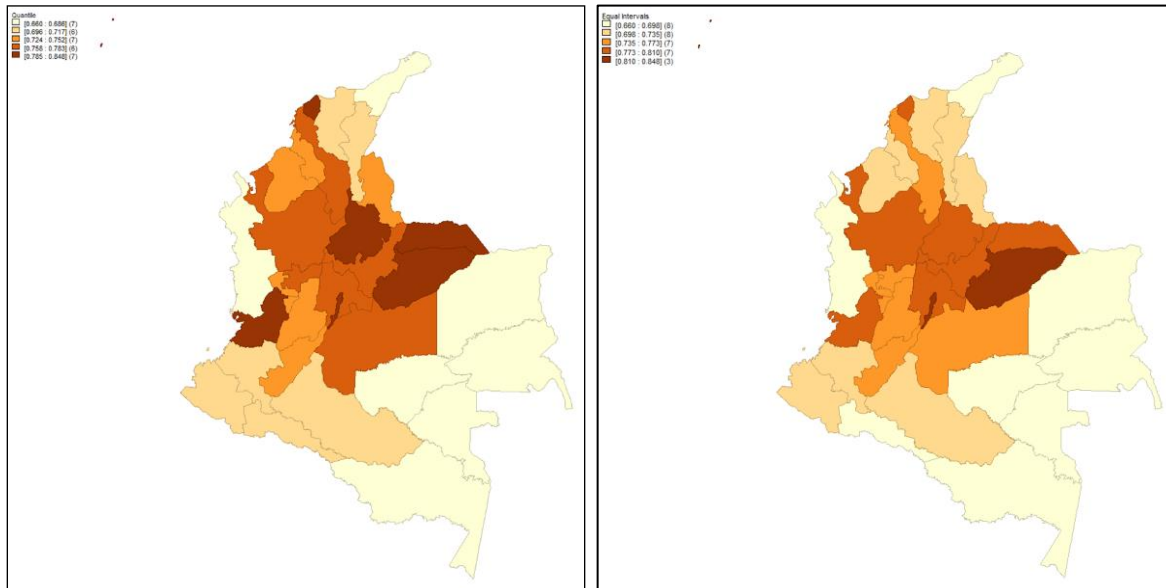 Quantile
[0.660 : 0.686] (7)
[0.696 : 0.717] (6)
[0.724 : 0.752] (7)
[0.758 : 0.783] (6)
[0.785 : 0.848] (7)
Equal Intervals
[0.660 : 0.698] (8)
[0.698 : 0.735] (8)
[0.735 : 0.773] (7)
[0.773 : 0.810] (7)
[0.810 : 0.848] (3)